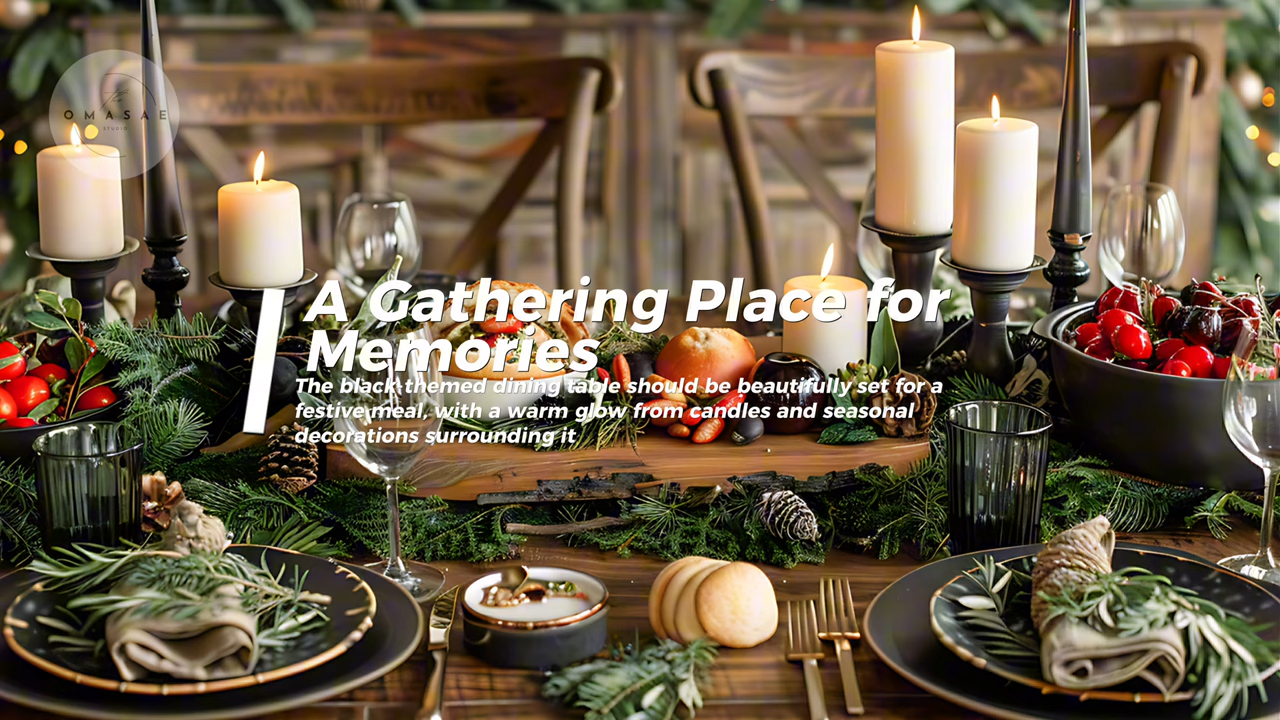 OMASAE
STUDIO
A Gathering Place for
Memories
The black-themed dining table should be beautifully set for a
festive meal, with a warm glow from candles and seasonal
decorations surrounding it